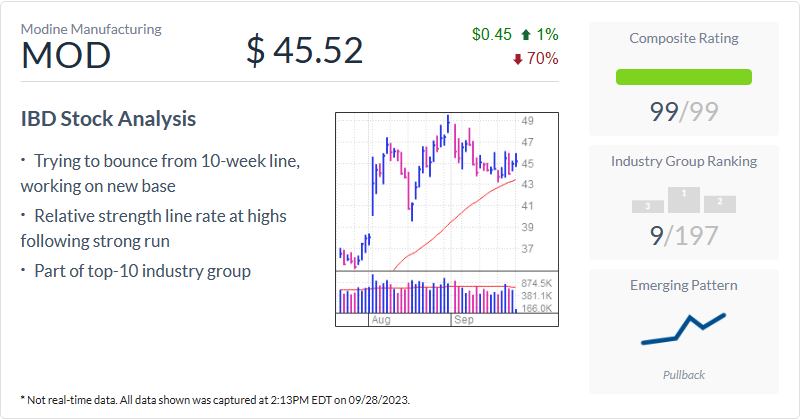 Modine Manufacturing
MOD
$ 45.52
$0.45 1%
70%
IBD Stock Analysis
· Trying to bounce from 10-week line,
working on new base
· Relative strength line rate at highs
following strong run
· Part of top-10 industry group
49
47
45
43
41
39
37
874.5K
381.1K
166.0K
Aug
Sep
Composite Rating
99/99
Industry Group Ranking
3
1
2
9/197
Emerging Pattern
Pullback
* Not real-time data. All data shown was captured at 2:13PM EDT on 09/28/2023.